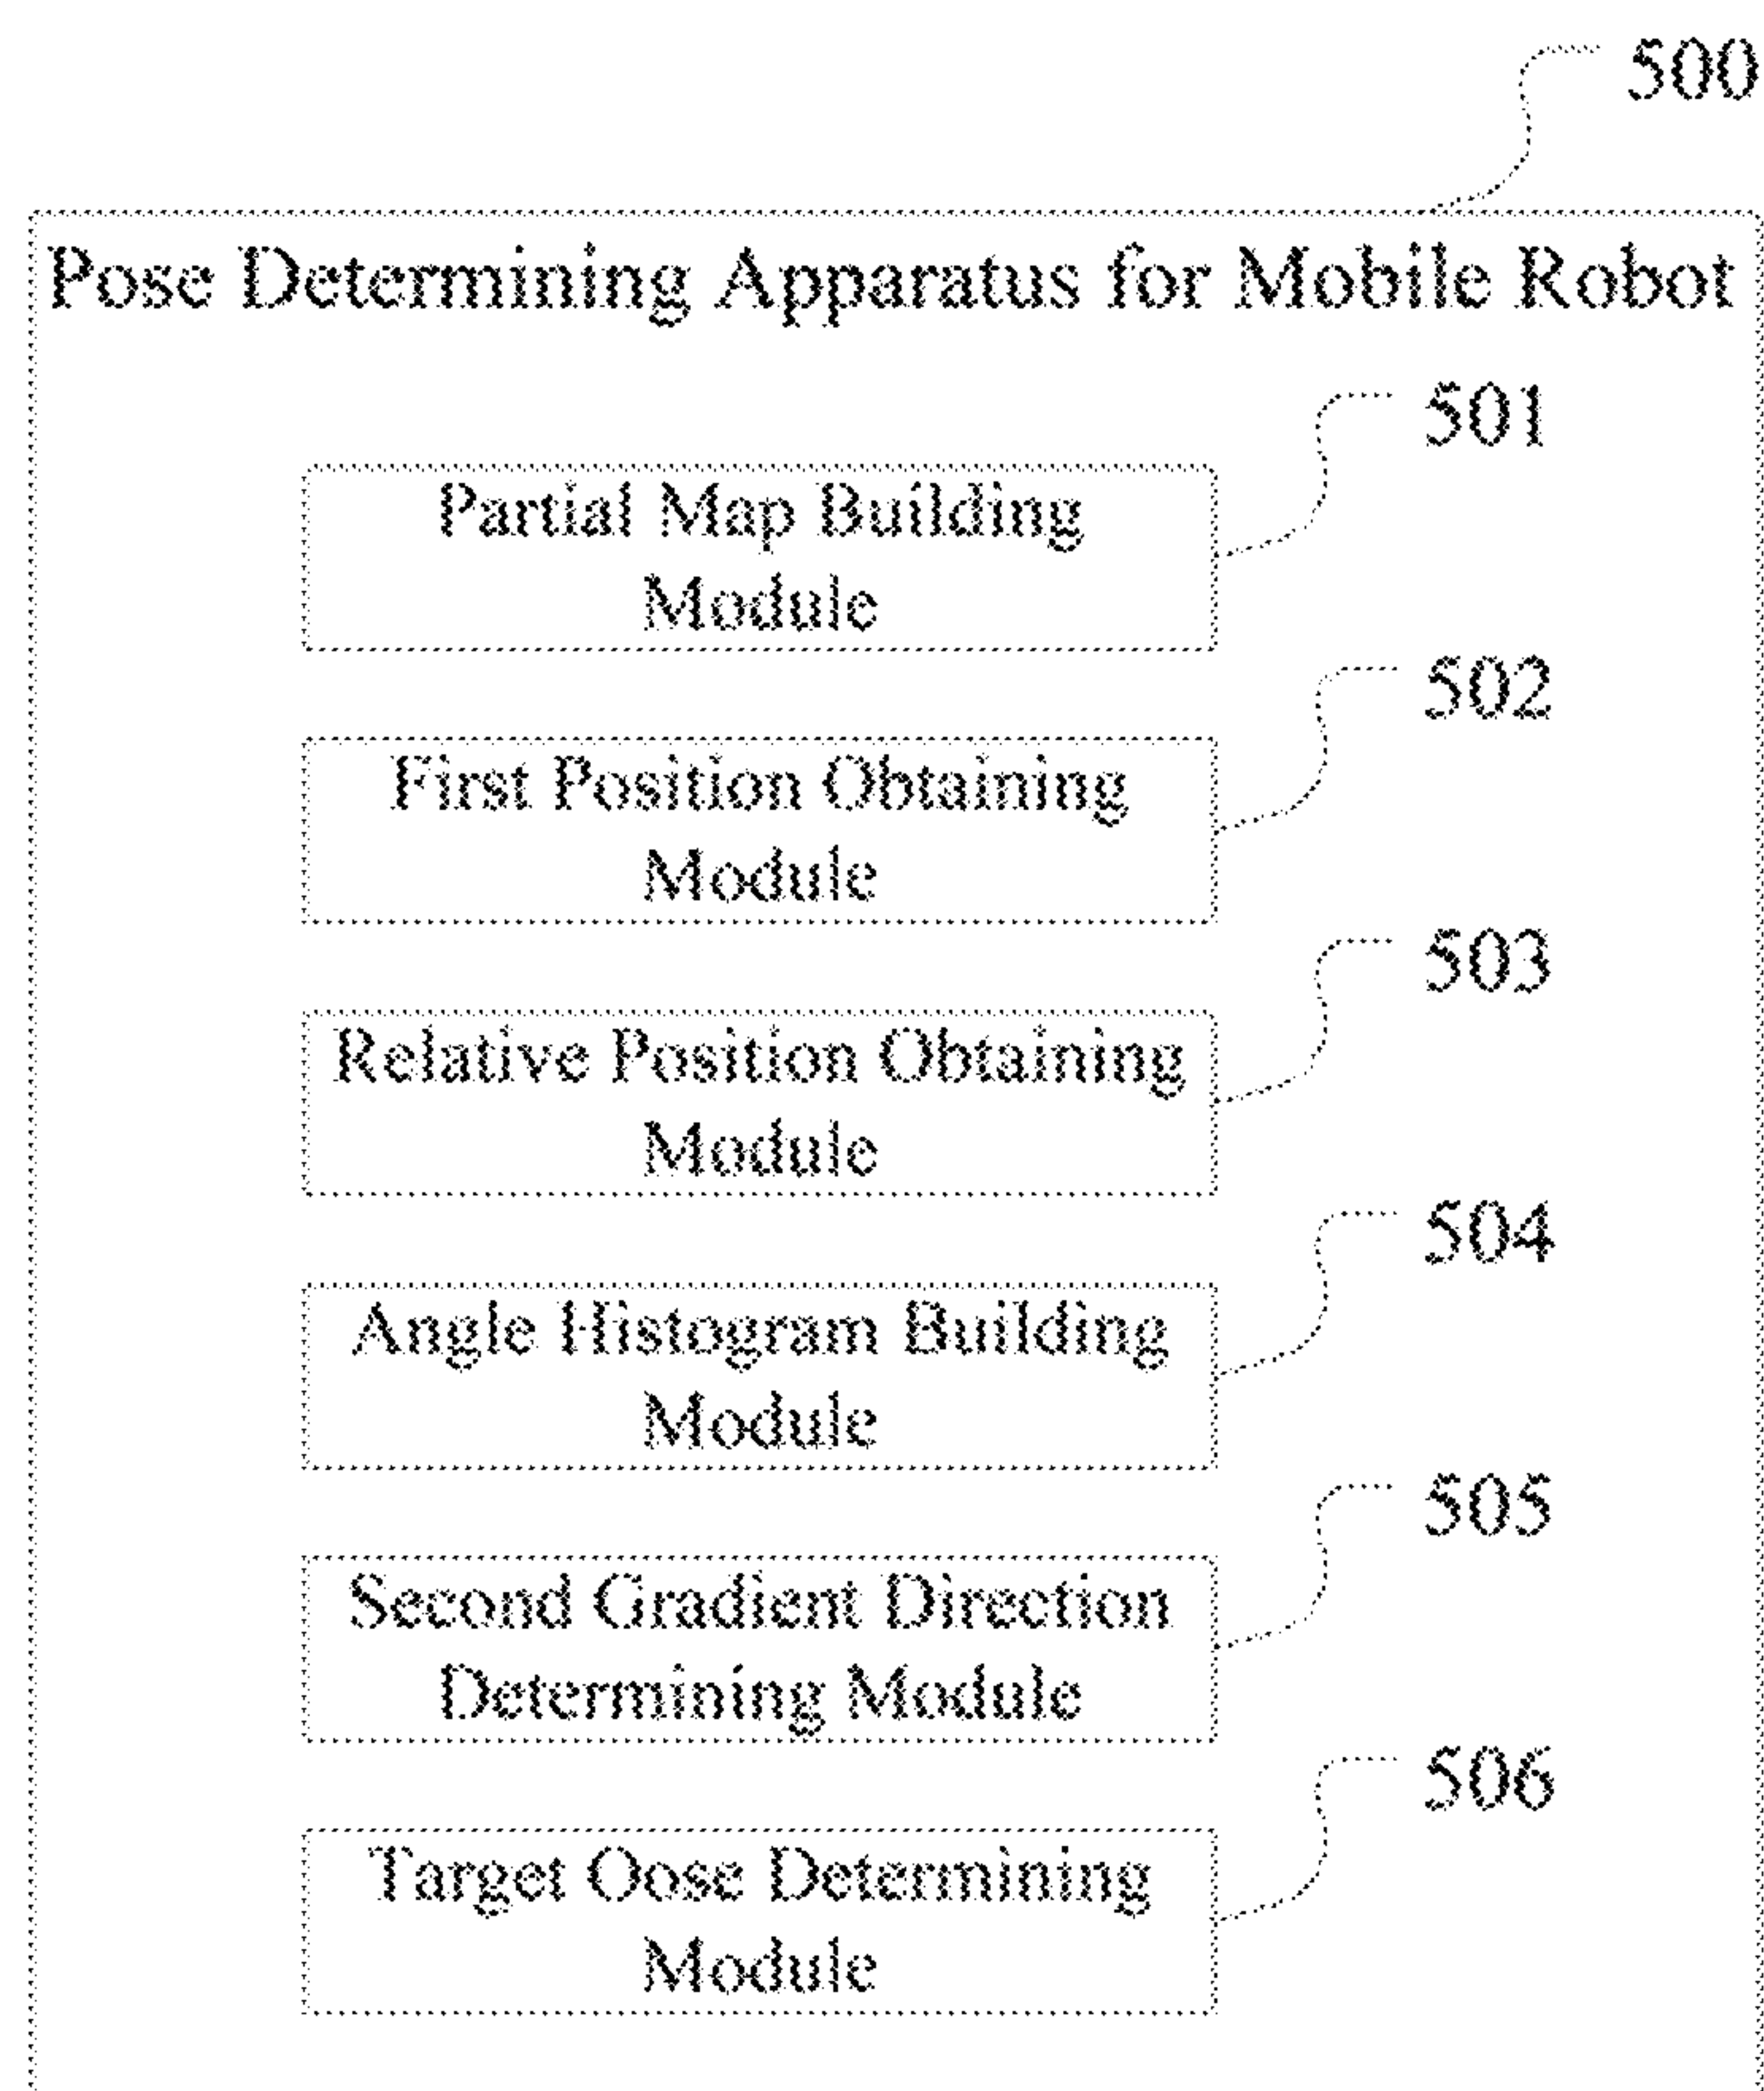 500
Pose Determining Apparatus for Mobile Robot
501
Partial Map Building
Module
502
First Position Obtaining
Module
503
Relative Position Obtaining
Module
504
Angle Histogram Building
Module
505
Second Gradient Direction
Determining Module
506
Target Oose Determining
Module